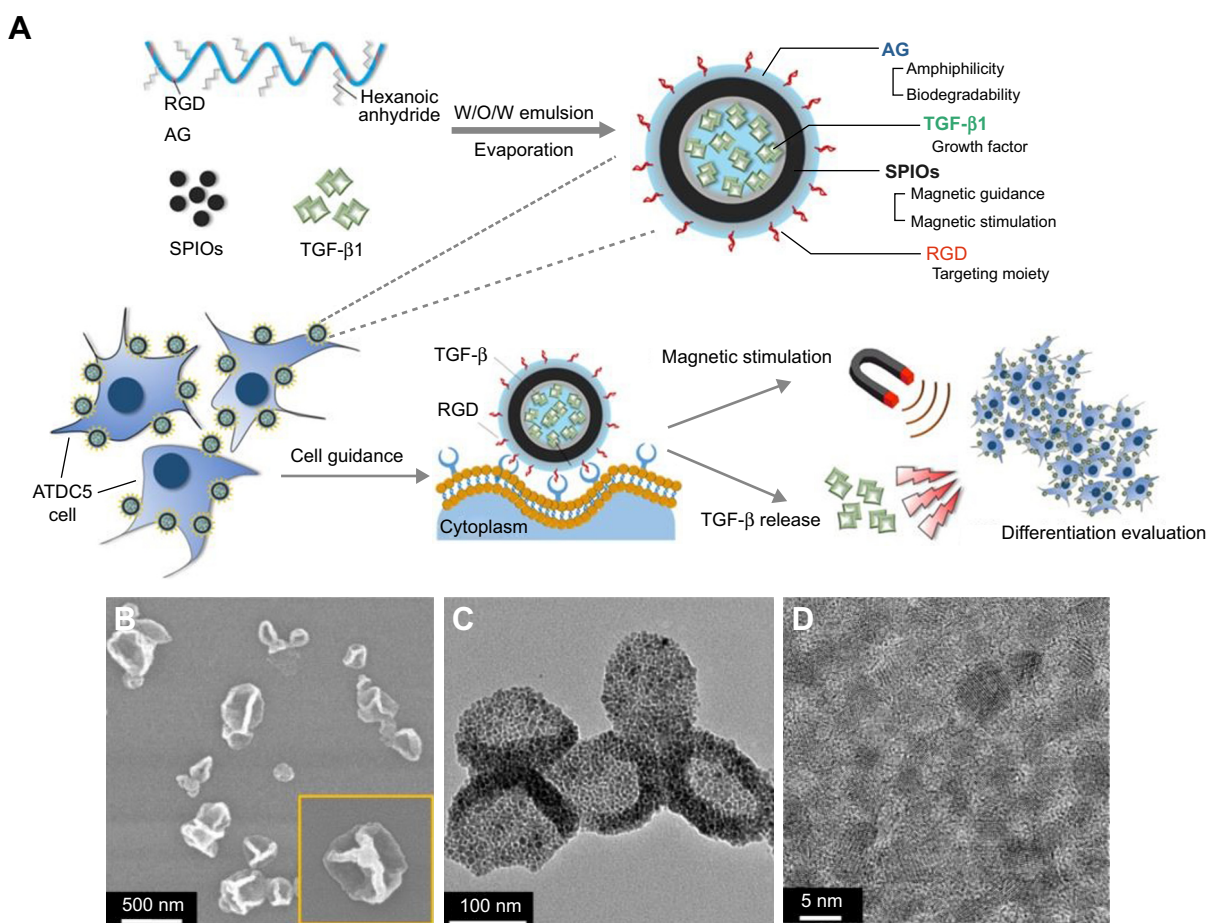 A
RGD
Hexanoic
anhydride
AG
SPIOs
TGF-β1
W/O/W emulsion
Evaporation
AG
Amphiphilicity
Biodegradability
TGF-β1
Growth factor
SPIOs
Magnetic guidance
Magnetic stimulation
RGD
Targeting moiety
ATDC5
cell
Cell guidance
TGF-β
RGD
Cytoplasm
Magnetic stimulation
TGF-β release
Differentiation evaluation
B
500 nm
C
100 nm
D
5 nm